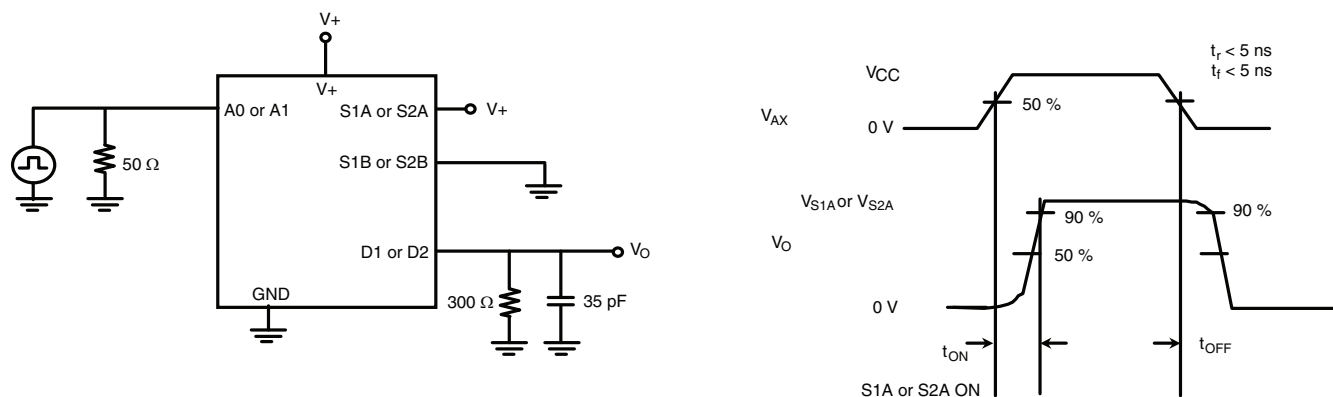 V+
V+
A0 or A1
S1A or S2A
V+
50 Ω
S1B or S2B
D1 or D2
VO
GND
300 Ω
35 pF
tr < 5 ns
tf < 5 ns
VCC
50 %
VAX
0 V
VS1A or VS2A
90 %
90 %
VO
50 %
0 V
tON
tOFF
S1A or S2A ON